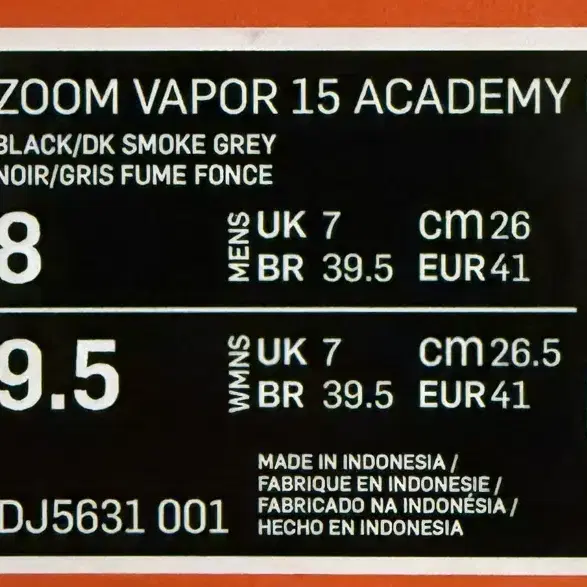 ZOOM VAPOR 15 ACADEMY
BLACK/DK SMOKE GREY
NOIR/GRIS FUME FONCE
8 MENS UK 7 cm 26
BR 39.5 EUR 41
9.5 WMNS UK 7 cm 26.5
BR 39.5 EUR 41
MADE IN INDONESIA /
FABRIQUE EN INDONESIE /
FABRICADO NA INDONÉSIA /
HECHO EN INDONESIA
DJ5631 001